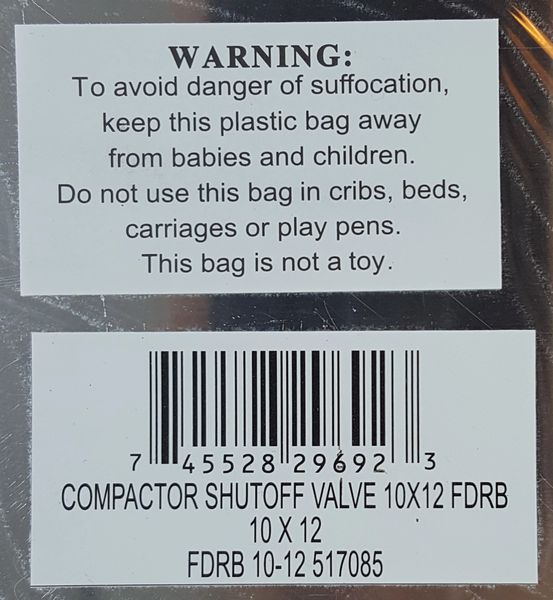 WARNING:
To avoid danger of suffocation,
keep this plastic bag away
from babies and children.
Do not use this bag in cribs, beds,
carriages or play pens.
This bag is not a toy.
7 45528 29692 3
COMPACTOR SHUTOFF VALVE 10X12 FDRB
10 X 12
FDRB 10-12 517085